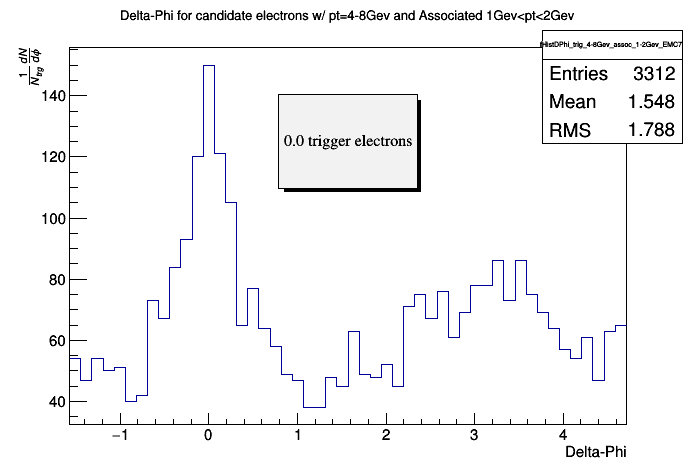 Delta-Phi for candidate electrons w/ pt=4-8Gev and Associated 1Gev<pt<2Gev
fHistDPhi_trig_4-8Gev_assoc_1-2Gev_EMC7
Entries 3312
Mean 1.548
RMS 1.788
1/N_trg dN/dϕ
0.0 trigger electrons
140
120
100
80
60
40
−1 0 1 2 3 4
Delta-Phi